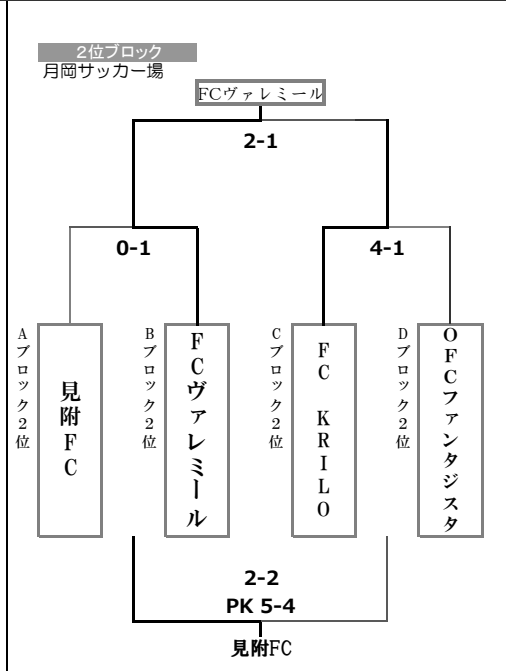 2位ブロック
月岡サッカー場
FCヴァレミール
2-1
0-1
4-1
Aブロック2位
見附FC
Bブロック2位
FCヴァレミール
Cブロック2位
FC KRILO
Dブロック2位
OFCファンタジスタ
2-2
PK 5-4
見附FC